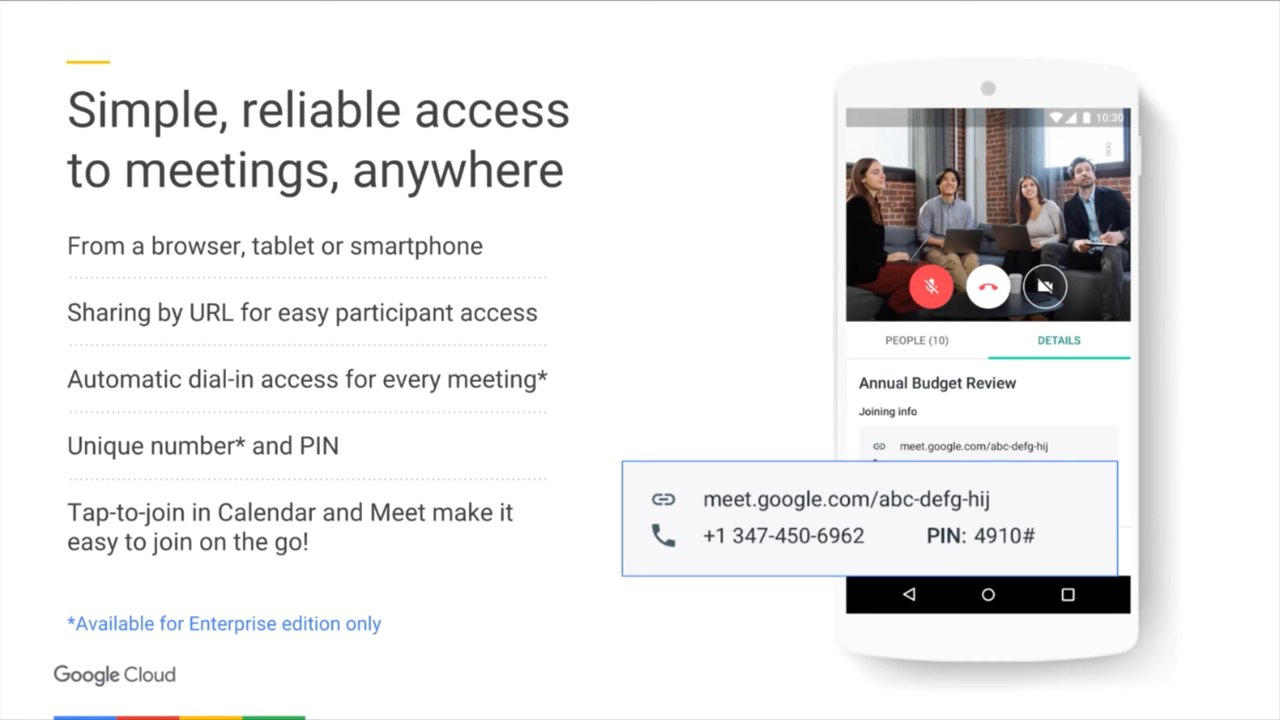 Simple, reliable access
to meetings, anywhere
From a browser, tablet or smartphone
Sharing by URL for easy participant access
Automatic dial-in access for every meeting*
Unique number* and PIN
Tap-to-join in Calendar and Meet make it
easy to join on the go!
*Available for Enterprise edition only
Google Cloud
10:30
PEOPLE (10) DETAILS
Annual Budget Review
Joining info
meet.google.com/abc-defg-hij
meet.google.com/abc-defg-hij
+1 347-450-6962 PIN: 4910#